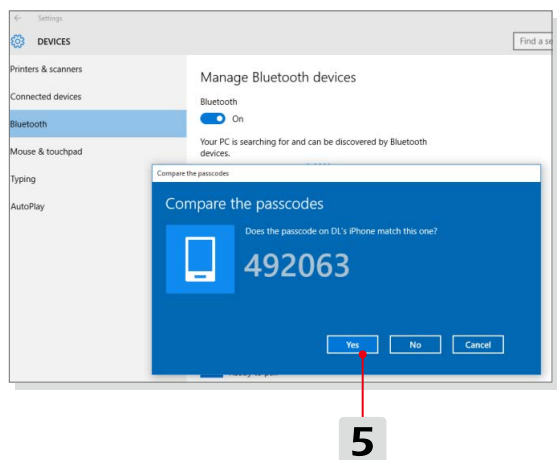 ← Settings
DEVICES
Find a se
Printers & scanners
Connected devices
Bluetooth
Mouse & touchpad
Typing
AutoPlay
Manage Bluetooth devices
Bluetooth
On
Your PC is searching for and can be discovered by Bluetooth
devices.
Compare the passcodes
Compare the passcodes
Does the passcode on DL's iPhone match this one?
492063
Yes No Cancel
5